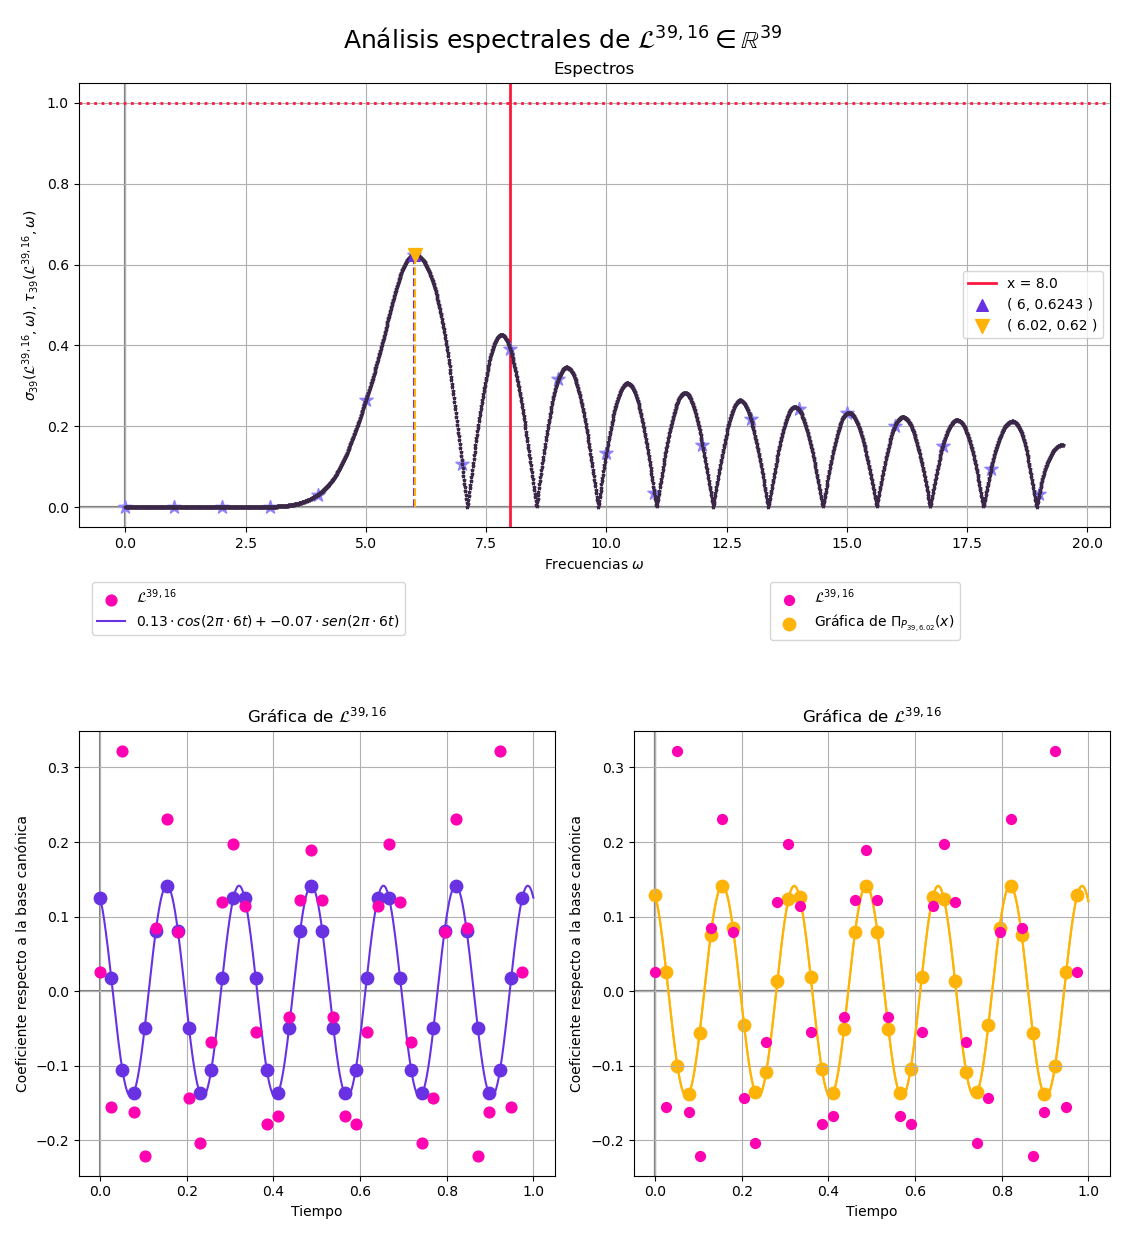 Análisis espectrales de 𝓛^{39,16} ∈ ℝ^{39}
Espectros
σ_{39}(𝓛^{39,16}, ω), τ_{39}(𝓛^{39,16}, ω)
1.0
0.8
0.6
0.4
0.2
0.0
x = 8.0
( 6, 0.6243 )
( 6.02, 0.62 )
0.0 2.5 5.0 7.5 10.0 12.5 15.0 17.5 20.0
Frecuencias ω
𝓛^{39,16}
0.13 · cos(2π · 6t) + −0.07 · sen(2π · 6t)
𝓛^{39,16}
Gráfica de Π_{P_{39,6.02}}(x)
Gráfica de 𝓛^{39,16}
Coeficiente respecto a la base canónica
0.3
0.2
0.1
0.0
−0.1
−0.2
0.0 0.2 0.4 0.6 0.8 1.0
Tiempo
Gráfica de 𝓛^{39,16}
Coeficiente respecto a la base canónica
0.3
0.2
0.1
0.0
−0.1
−0.2
0.0 0.2 0.4 0.6 0.8 1.0
Tiempo